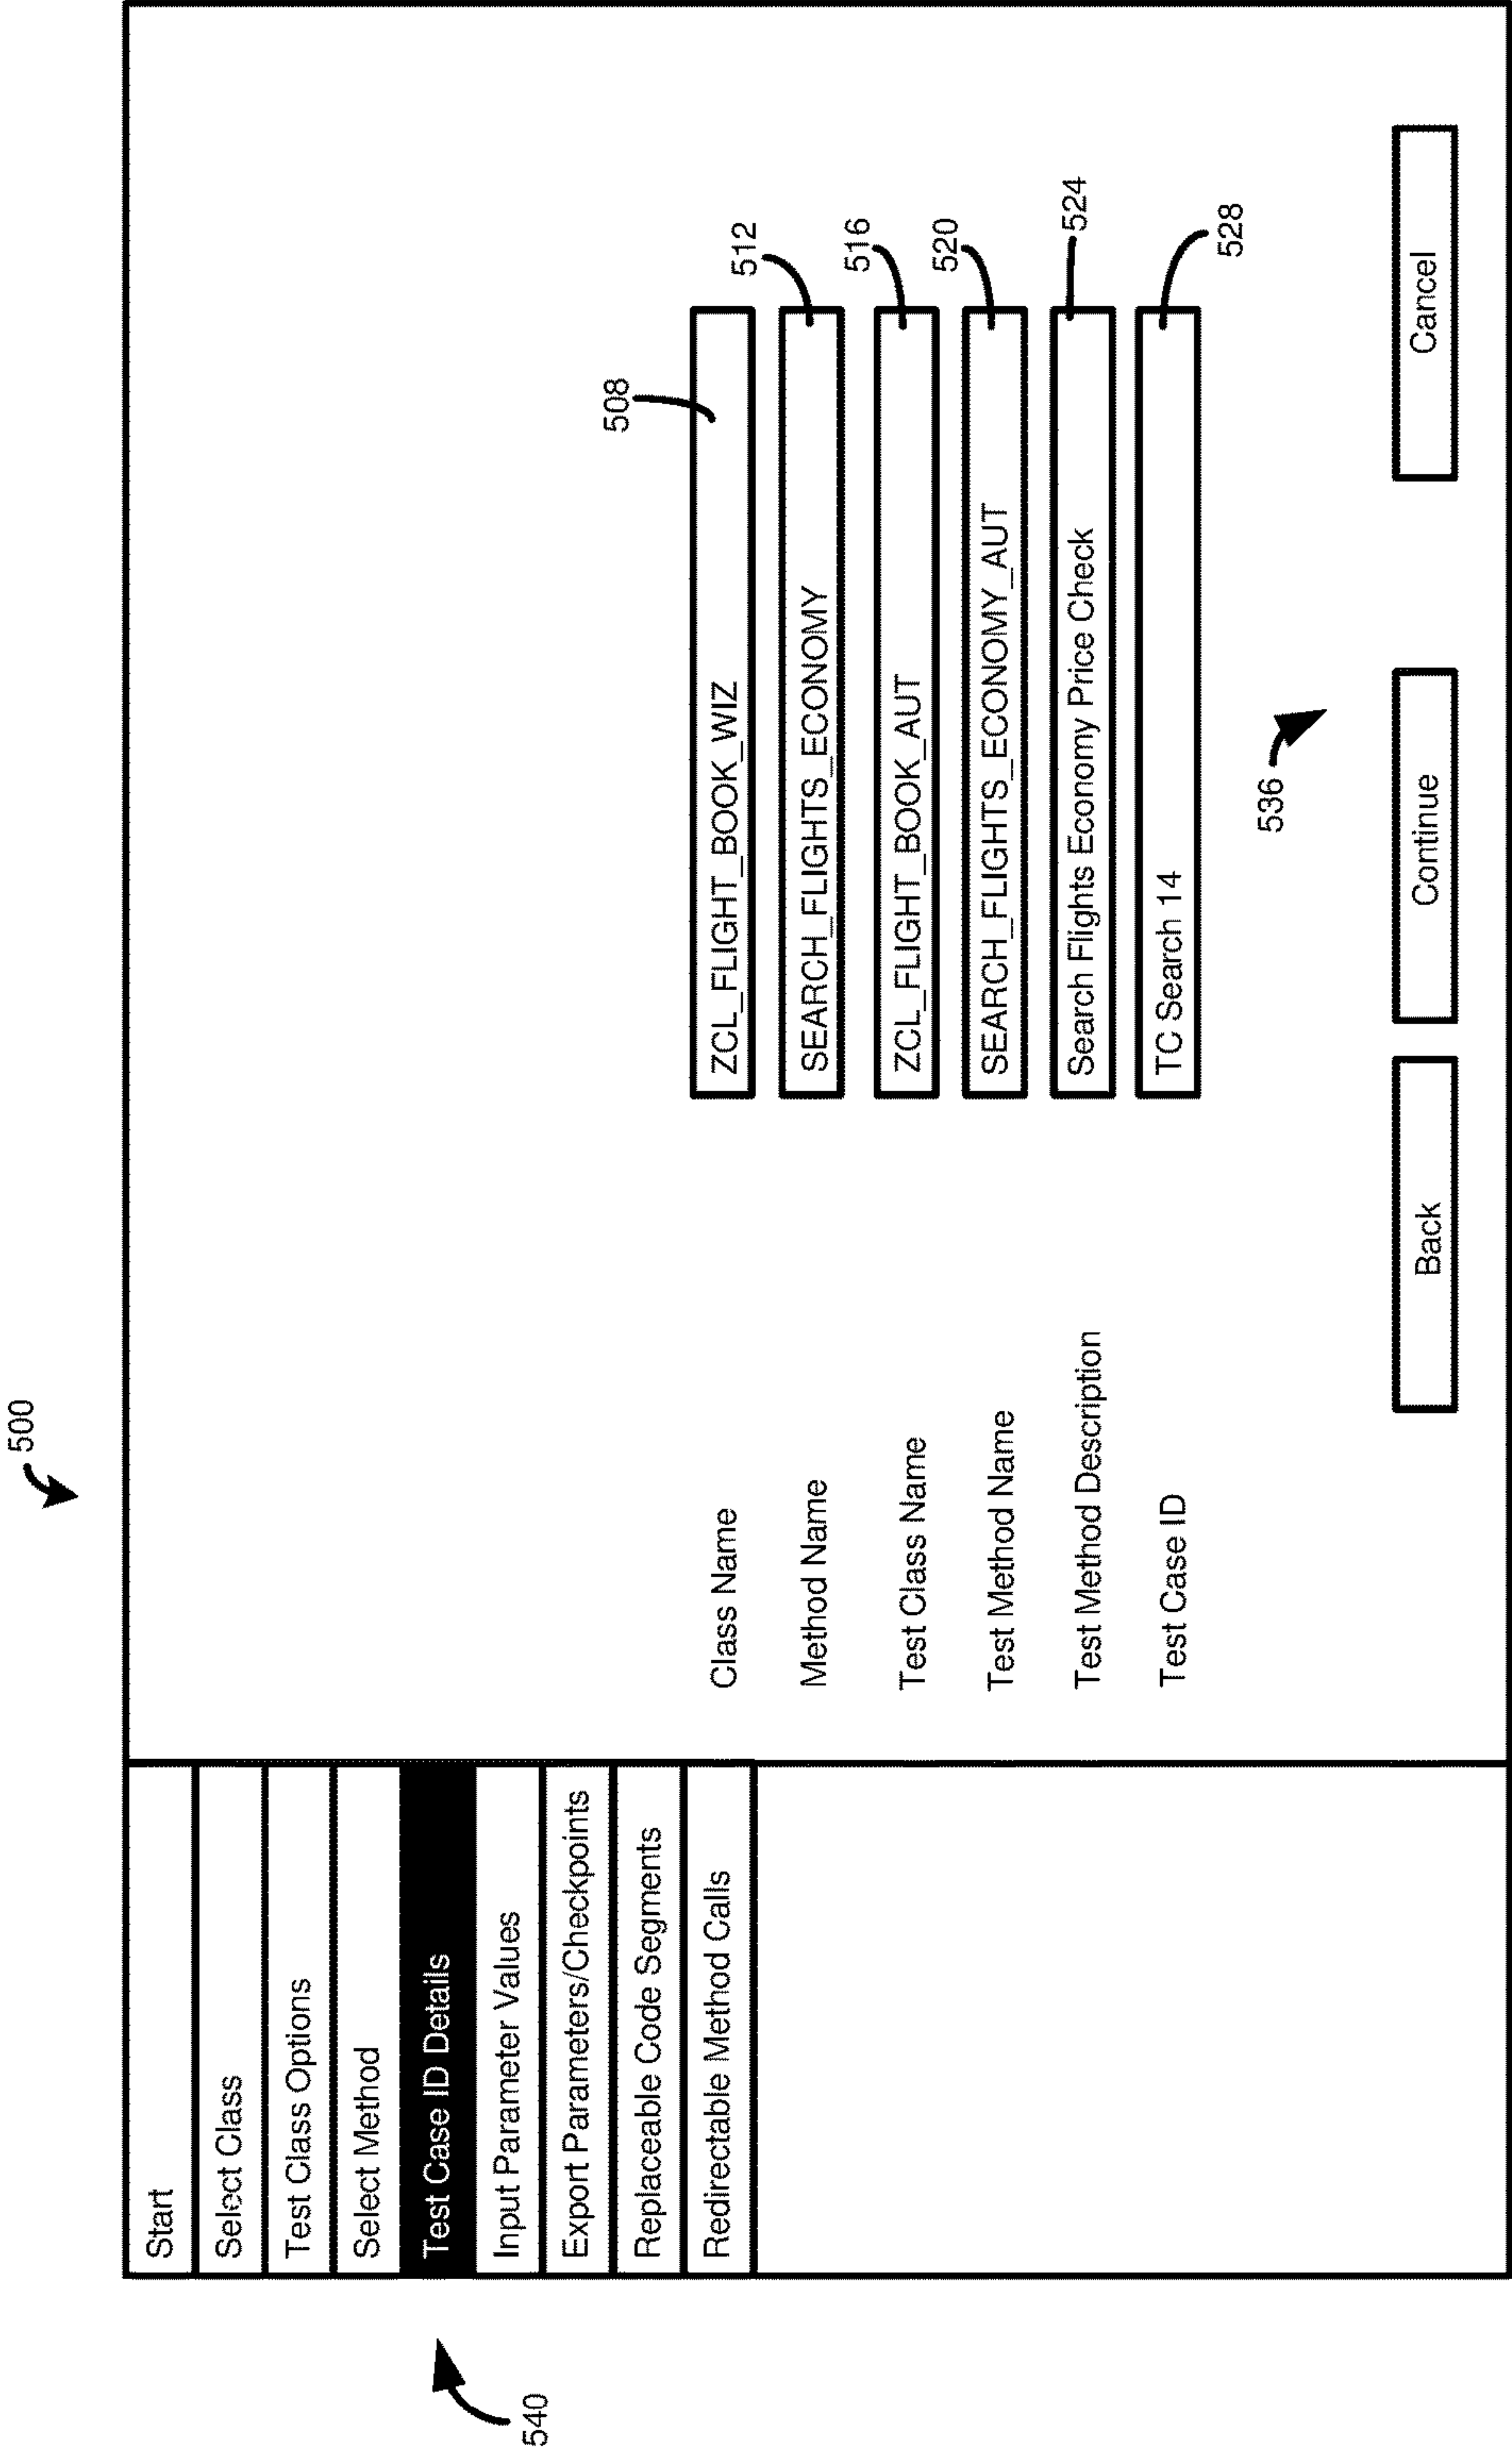 500
Start
Select Class
Test Class Options
Select Method
Test Case ID Details
Input Parameter Values
Export Parameters/Checkpoints
Replaceable Code Segments
Redirectable Method Calls
540
508
Class Name ZCL_FLIGHT_BOOK_WIZ
512
Method Name SEARCH_FLIGHTS_ECONOMY
516
Test Class Name ZCL_FLIGHT_BOOK_AUT
520
Test Method Name SEARCH_FLIGHTS_ECONOMY_AUT
524
Test Method Description Search Flights Economy Price Check
528
Test Case ID TC Search 14
536
Back Continue Cancel